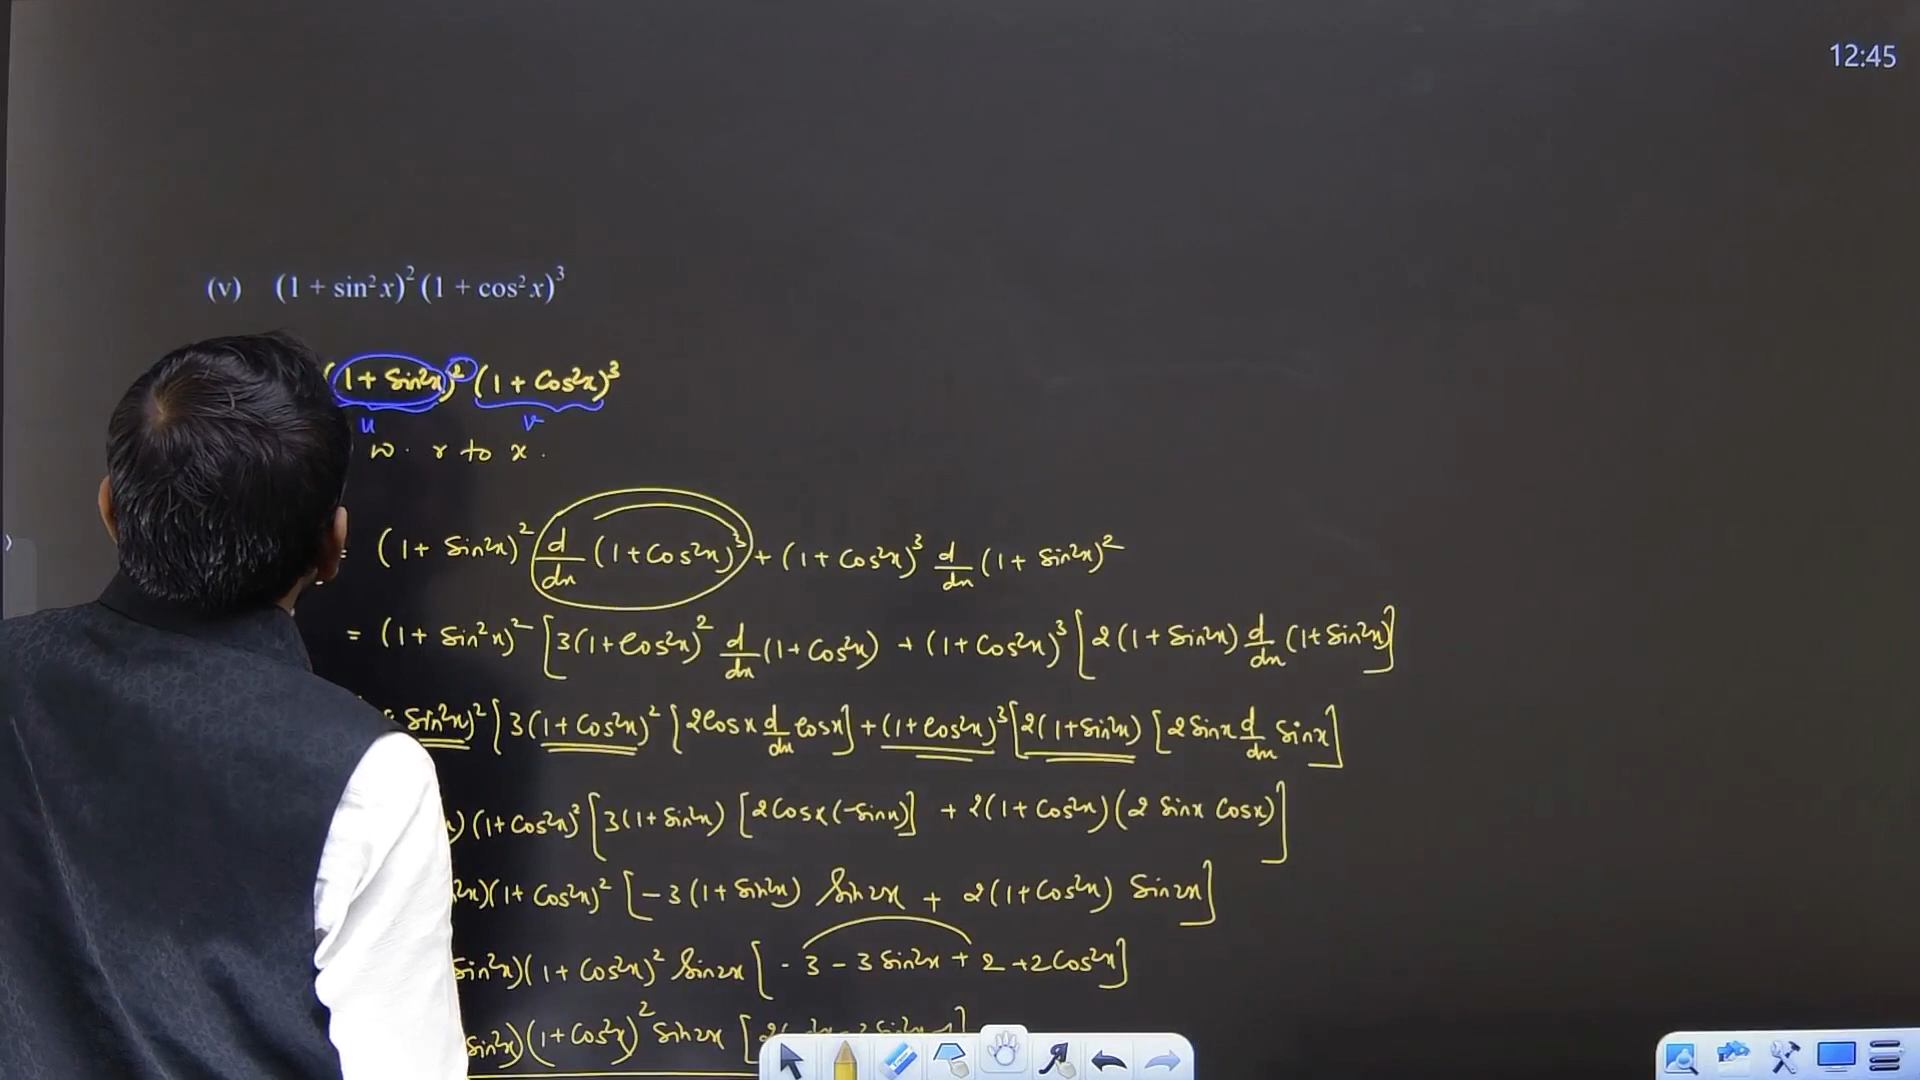 12:45
(v) (1 + sin²x)² (1 + cos²x)³
(1 + Sin²x)² (1 + Cos²x)³
u v
w. r to x.
= (1 + Sin²x)² d/dx (1 + Cos²x)³ + (1 + Cos²x)³ d/dx (1 + Sin²x)²
= (1 + Sin²x)² [3(1 + Cos²x)² d/dx (1 + Cos²x) + (1 + Cos²x)³ [2(1 + Sin²x) d/dx (1 + Sin²x)]
Sin²x)² [3(1 + Cos²x)² [2Cosx d/dx Cosx] + (1 + Cos²x)³ [2(1 + Sin²x) [2Sinx d/dx Sinx]
)(1 + Cos²x)² [3(1 + Sin²x) [2Cosx(-Sinx)] + 2(1 + Cos²x)(2 Sinx Cosx)]
²x)(1 + Cos²x)² [-3(1 + Sin²x) Sin2x + 2(1 + Cos²x) Sin2x]
Sin²x)(1 + Cos²x)² Sin2x [-3 - 3Sin²x + 2 + 2Cos²x]
Sin²x)(1 + Cos²x)² Sin2x [